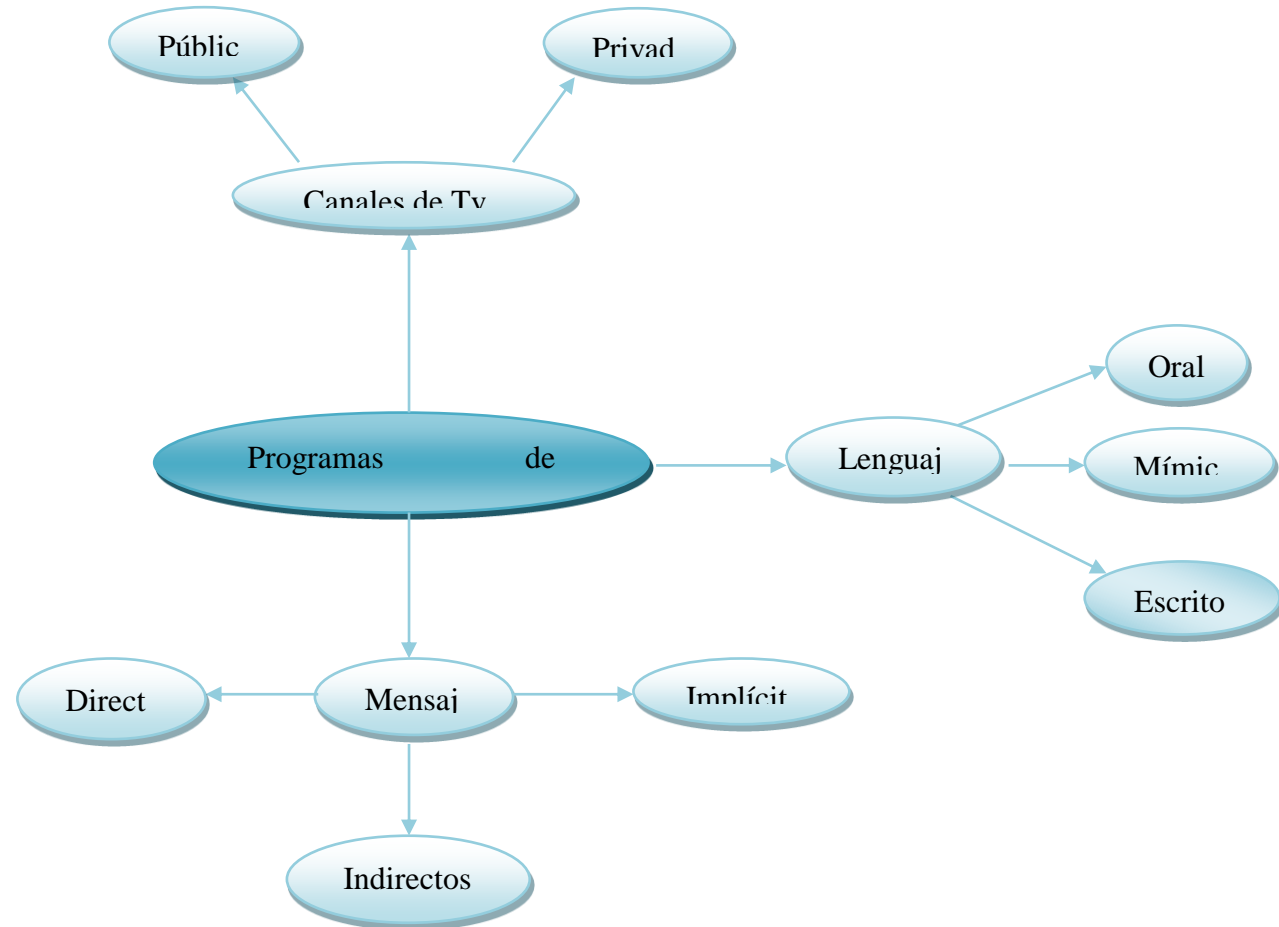 Públic
Privad
Canales de Tv
Oral
Programas de
Lenguaj
Mímic
Escrito
Direct
Mensaj
Implícit
Indirectos